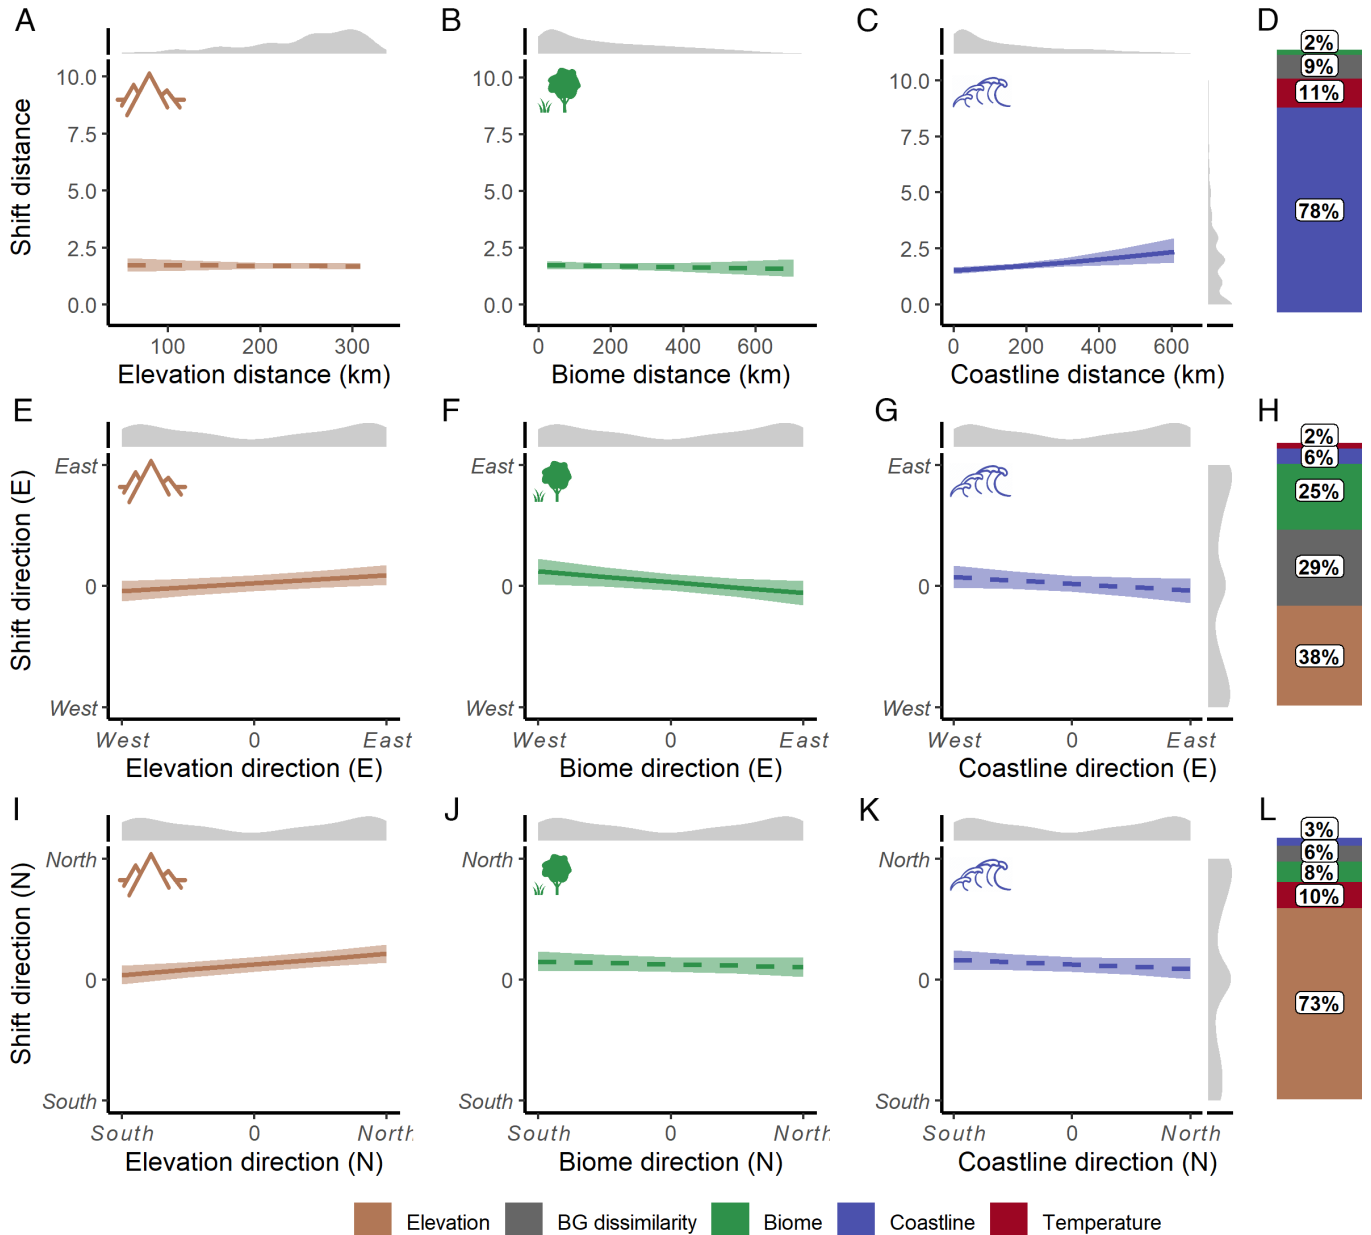 A
B
C
D
Shift distance
10.0
7.5
5.0
2.5
0.0
100
200
300
Elevation distance (km)
10.0
7.5
5.0
2.5
0.0
0
200
400
600
Biome distance (km)
10.0
7.5
5.0
2.5
0.0
0
200
400
600
Coastline distance (km)
2%
9%
11%
78%
E
F
G
H
Shift direction (E)
East
0
West
West
0
East
Elevation direction (E)
East
0
West
West
0
East
Biome direction (E)
East
0
West
West
0
East
Coastline direction (E)
2%
6%
25%
29%
38%
I
J
K
L
Shift direction (N)
North
0
South
South
0
North
Elevation direction (N)
North
0
South
South
0
North
Biome direction (N)
North
0
South
South
0
North
Coastline direction (N)
3%
6%
8%
10%
73%
Elevation
BG dissimilarity
Biome
Coastline
Temperature